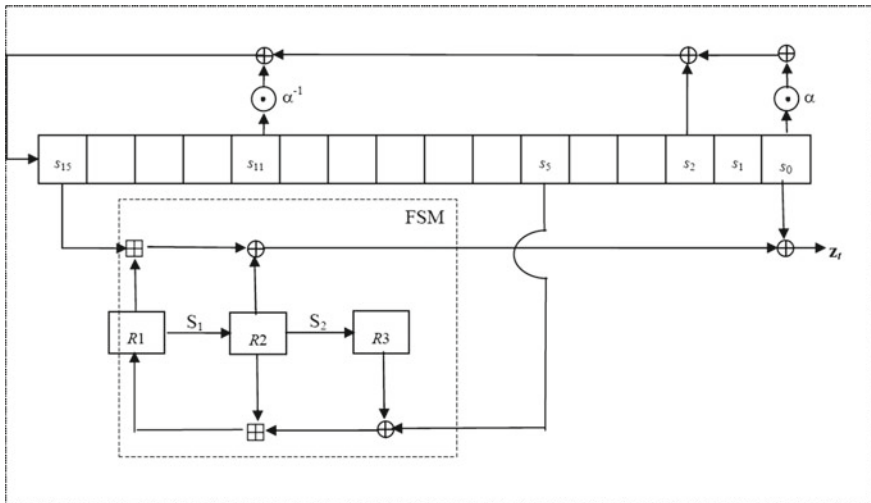 α⁻¹
α
s₁₅ s₁₁ s₅ s₂ s₁ s₀
FSM
zₜ
S₁ S₂
R1 R2 R3